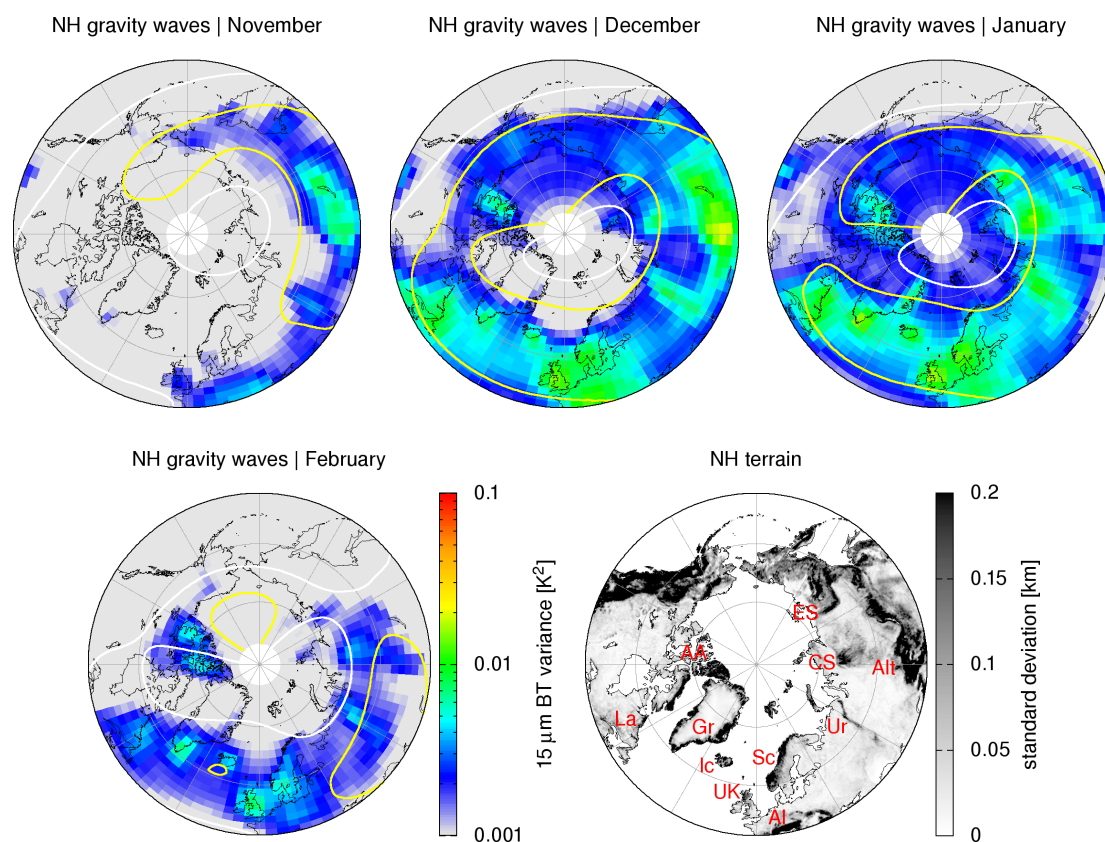 NH gravity waves | November
NH gravity waves | December
NH gravity waves | January
NH gravity waves | February
0.1
0.01
0.001
15 µm BT variance [K²]
NH terrain
ES
AA
CS
Alt
La
Gr
Ur
Ic
Sc
UK
Al
0.2
0.15
0.1
0.05
0
standard deviation [km]